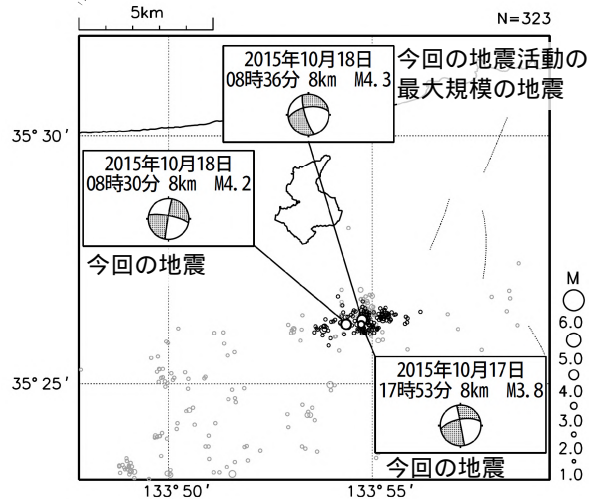 5km
N=323
2015年10月18日
08時36分 8km M4.3
今回の地震活動の
最大規模の地震
35°30′
2015年10月18日
08時30分 8km M4.2
今回の地震
M
6.0
5.0
4.0
3.0
2.0
1.0
35°25′
2015年10月17日
17時53分 8km M3.8
今回の地震
133°50′
133°55′